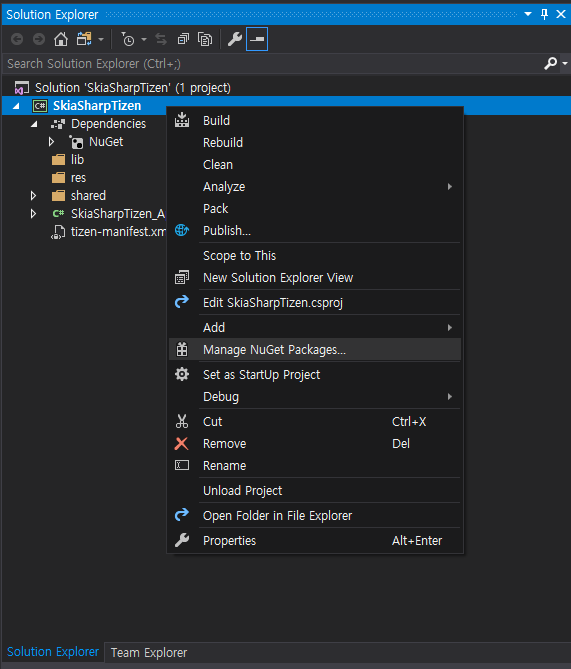 Solution Explorer
Search Solution Explorer (Ctrl+;)
Solution 'SkiaSharpTizen' (1 project)
C# SkiaSharpTizen
Dependencies
NuGet
lib
res
shared
C# SkiaSharpTizen_A
tizen-manifest.xm
Build
Rebuild
Clean
Analyze
Pack
Publish...
Scope to This
New Solution Explorer View
Edit SkiaSharpTizen.csproj
Add
Manage NuGet Packages...
Set as StartUp Project
Debug
Cut Ctrl+X
Remove Del
Rename
Unload Project
Open Folder in File Explorer
Properties Alt+Enter
Solution Explorer Team Explorer